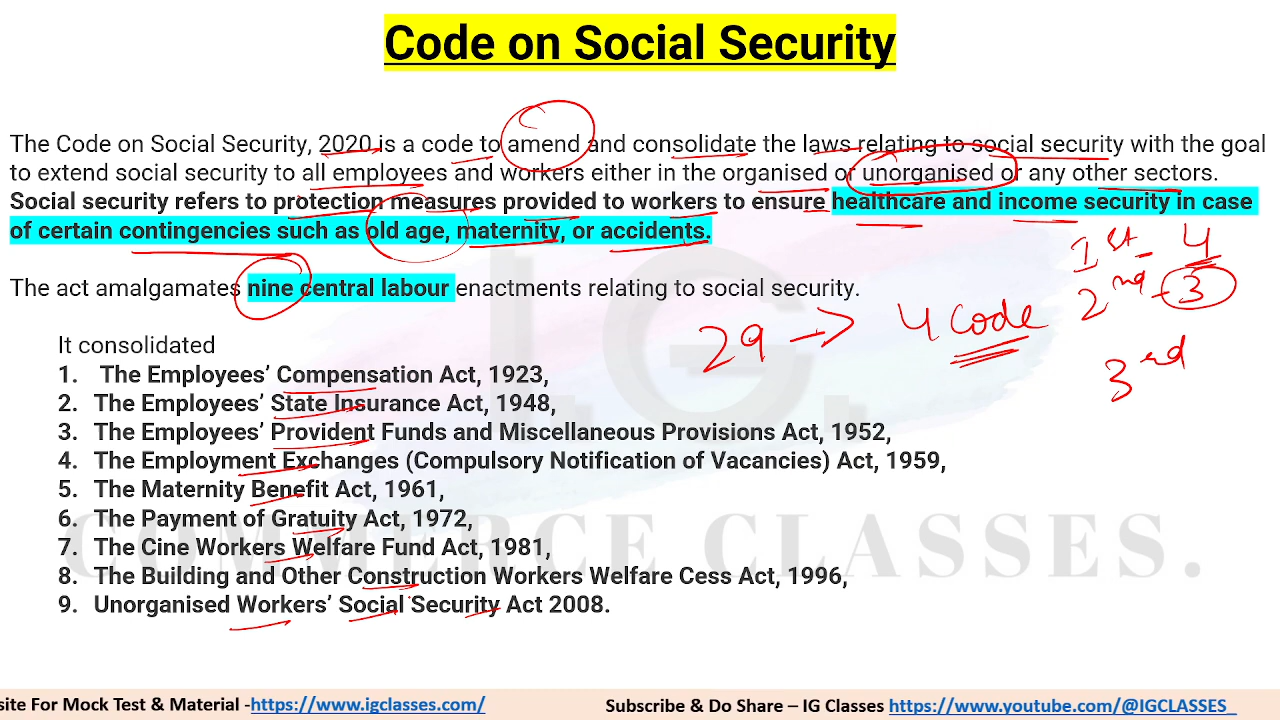 Code on Social Security
The Code on Social Security, 2020 is a code to amend and consolidate the laws relating to social security with the goal
to extend social security to all employees and workers either in the organised or unorganised or any other sectors.
Social security refers to protection measures provided to workers to ensure healthcare and income security in case
of certain contingencies such as old age, maternity, or accidents.
1st 4
The act amalgamates nine central labour enactments relating to social security.
2nd - 3
29 → 4 Code
3rd
It consolidated
1. The Employees’ Compensation Act, 1923,
2. The Employees’ State Insurance Act, 1948,
3. The Employees’ Provident Funds and Miscellaneous Provisions Act, 1952,
4. The Employment Exchanges (Compulsory Notification of Vacancies) Act, 1959,
5. The Maternity Benefit Act, 1961,
6. The Payment of Gratuity Act, 1972,
7. The Cine Workers Welfare Fund Act, 1981,
8. The Building and Other Construction Workers Welfare Cess Act, 1996,
9. Unorganised Workers’ Social Security Act 2008.
I.G.
COMMERCE CLASSES.
site For Mock Test & Material -https://www.igclasses.com/ Subscribe & Do Share – IG Classes https://www.youtube.com/@IGCLASSES_